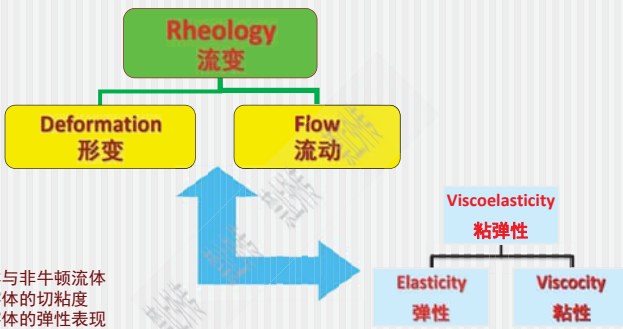 Rheology
流变
Deformation
形变
Flow
流动
Viscoelasticity
粘弹性
Elasticity
弹性
Viscocity
粘性
与非牛顿流体
体的切粘度
体的弹性表现